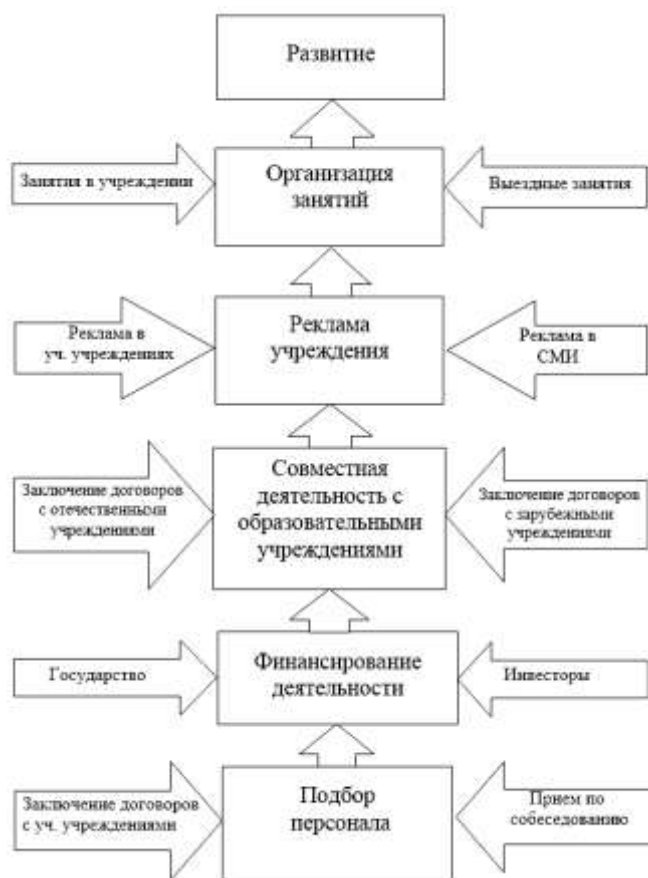 Развитие
Занятия в учреждении
Организация
занятий
Выездные занятия
Реклама в
уч. учреждениях
Реклама
учреждения
Реклама в
СМИ
Заключение договоров
с отечественными
учреждениями
Совместная
деятельность с
образовательными
учреждениями
Заключение договоров
с зарубежными
учреждениями
Государство
Финансирование
деятельности
Инвесторы
Заключение договоров
с уч. учреждениями
Подбор
персонала
Прием по
собеседованию